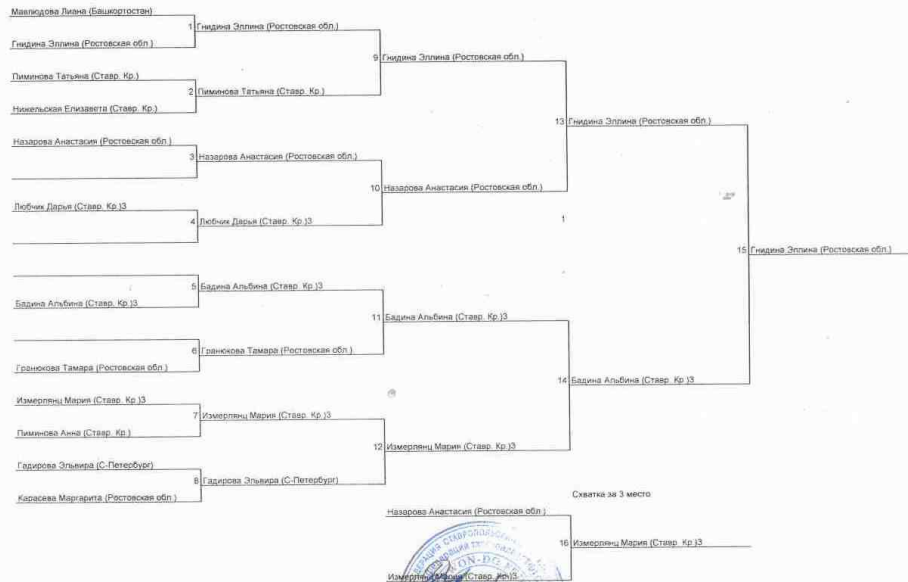 Мавлюдова Лиана (Башкортостан)
1 Гнидина Эллина (Ростовская обл.)
Гнидина Эллина (Ростовская обл.)
9 Гнидина Эллина (Ростовская обл.)
Пиминова Татьяна (Ставр. Кр.)
2 Пиминова Татьяна (Ставр. Кр.)
Нижельская Елизавета (Ставр. Кр.)
13 Гнидина Эллина (Ростовская обл.)
Назарова Анастасия (Ростовская обл.)
3 Назарова Анастасия (Ростовская обл.)
10 Назарова Анастасия (Ростовская обл.)
Любчик Дарья (Ставр. Кр.)3
4 Любчик Дарья (Ставр. Кр.)3
1
15 Гнидина Эллина (Ростовская обл.)
5 Бадина Альбина (Ставр. Кр.)3
Бадина Альбина (Ставр. Кр.)3
11 Бадина Альбина (Ставр. Кр.)3
6 Гранюкова Тамара (Ростовская обл.)
Гранюкова Тамара (Ростовская обл.)
14 Бадина Альбина (Ставр. Кр.)3
Измерлянц Мария (Ставр. Кр.)3
7 Измерлянц Мария (Ставр. Кр.)3
Пиминова Анна (Ставр. Кр.)
12 Измерлянц Мария (Ставр. Кр.)3
Гадирова Эльвира (С-Петербург)
8 Гадирова Эльвира (С-Петербург)
Карасева Маргарита (Ростовская обл.)
Схватка за 3 место
Назарова Анастасия (Ростовская обл.)
16 Измерлянц Мария (Ставр. Кр.)3
Измерлянц Мария (Ставр. Кр.)3